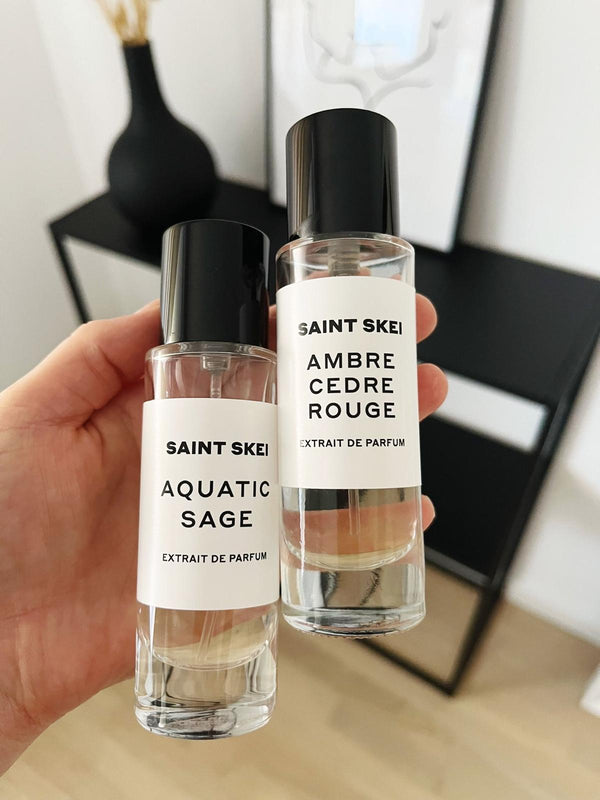 SAINT SKEI
AQUATIC
SAGE
EXTRAIT DE PARFUM
SAINT SKEI
AMBRE
CEDRE
ROUGE
EXTRAIT DE PARFUM